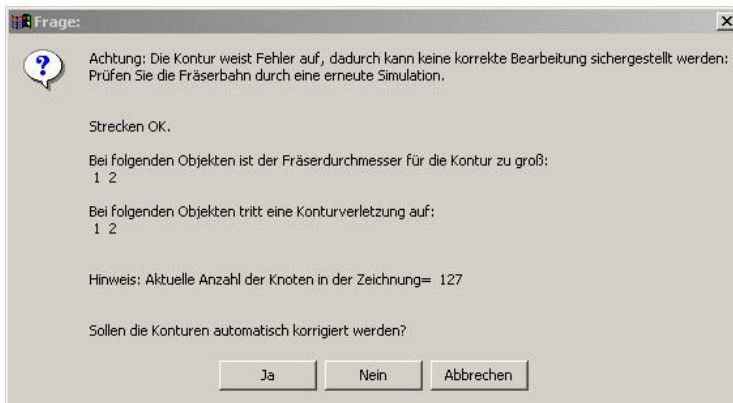 Frage:
Achtung: Die Kontur weist Fehler auf, dadurch kann keine korrekte Bearbeitung sichergestellt werden:
Prüfen Sie die Fräserbahn durch eine erneute Simulation.
Strecken OK.
Bei folgenden Objekten ist der Fräserdurchmesser für die Kontur zu groß:
1 2
Bei folgenden Objekten tritt eine Konturverletzung auf:
1 2
Hinweis: Aktuelle Anzahl der Knoten in der Zeichnung= 127
Sollen die Konturen automatisch korrigiert werden?
Ja Nein Abbrechen